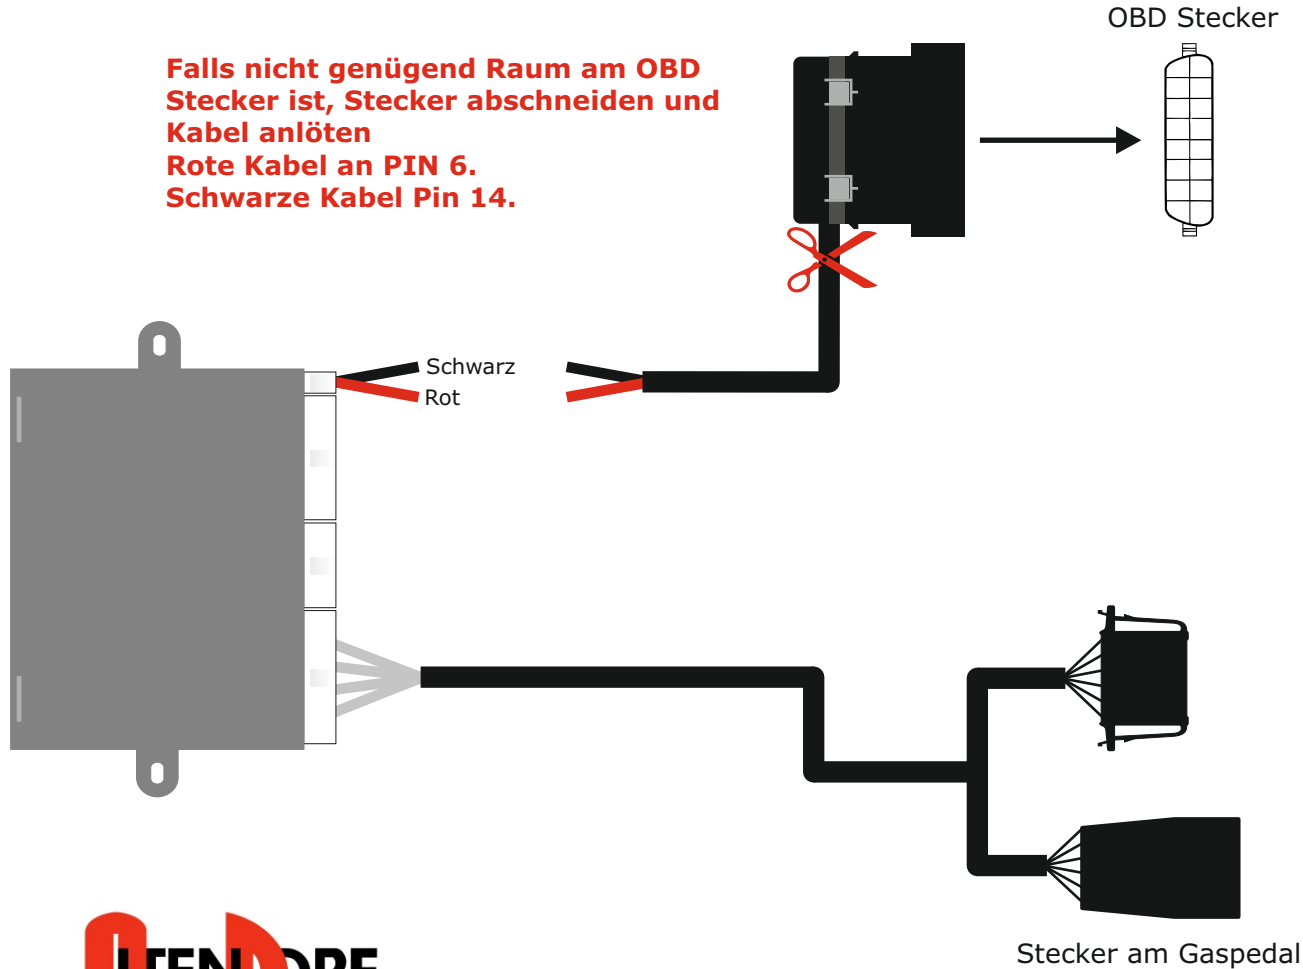 OBD Stecker
Falls nicht genügend Raum am OBD
Stecker ist, Stecker abschneiden und
Kabel anlöten
Rote Kabel an PIN 6.
Schwarze Kabel Pin 14.
Schwarz
Rot
Stecker am Gaspedal